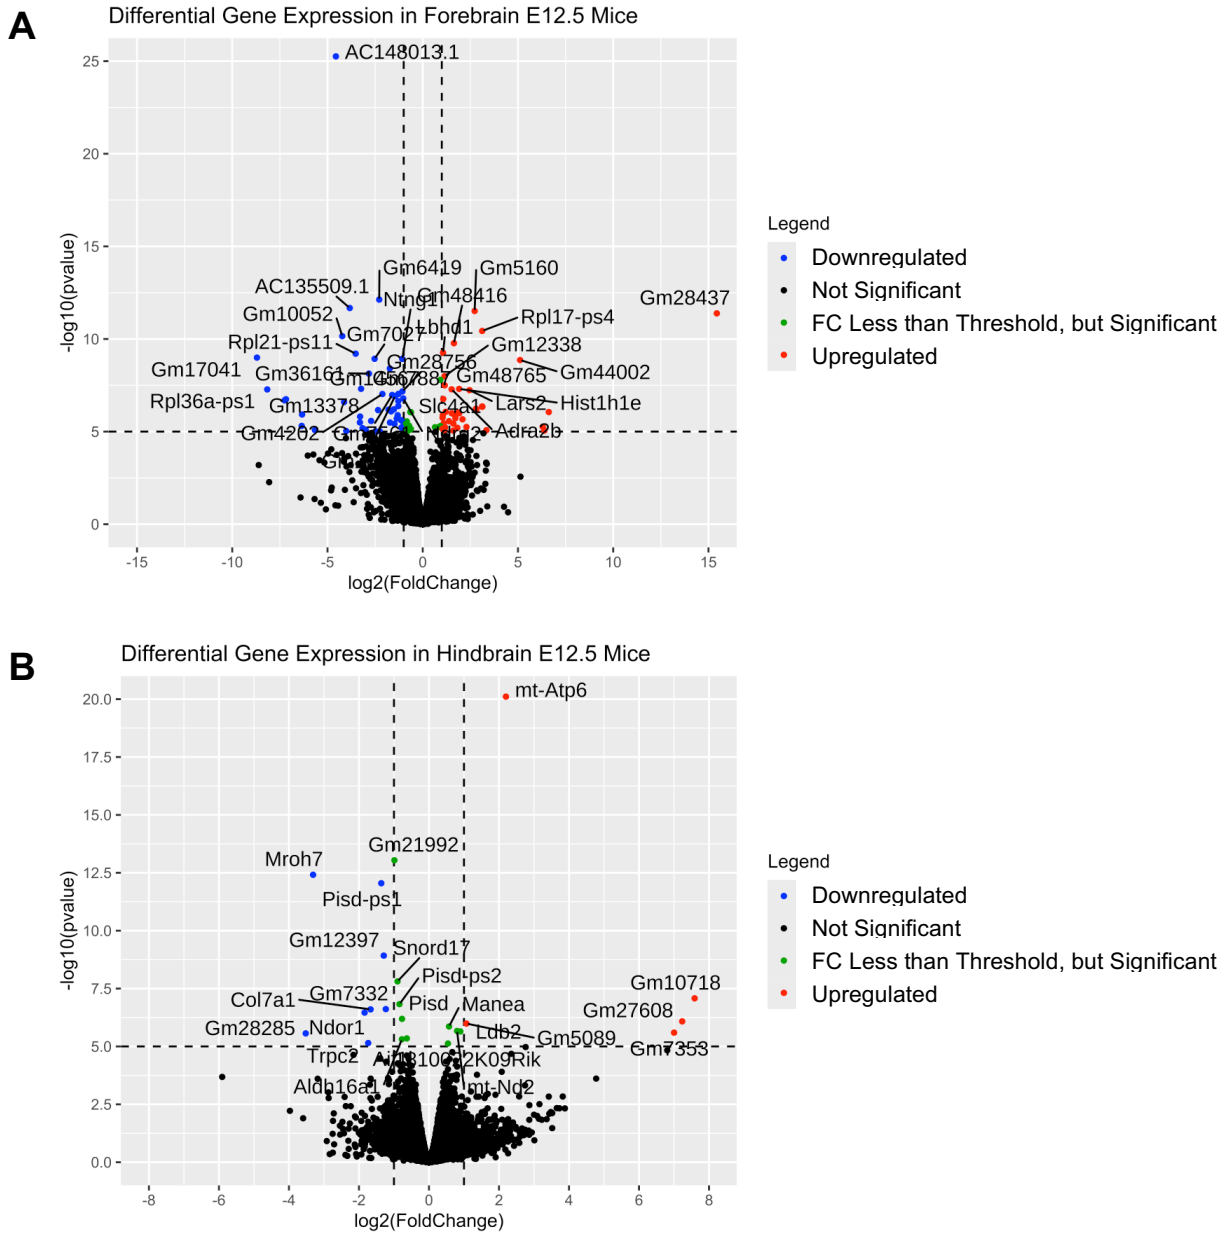 A
Differential Gene Expression in Forebrain E12.5 Mice
AC148013.1
25
20
15
10
5
0
-log10(pvalue)
Gm6419
Gm5160
AC135509.1
Ntng1
Gm48416
Gm28437
Gm10052
Lbhd1
Rpl17-ps4
Rpl21-ps11
Gm7027
Gm12338
Gm17041
Gm36161
Gm28756
Gm48765
Gm44002
Rpl36a-ps1
Gm13378
Slc4a1
Lars2
Hist1h1e
Gm4202
Adra2b
-15
-10
-5
0
5
10
15
log2(FoldChange)
Legend
Downregulated
Not Significant
FC Less than Threshold, but Significant
Upregulated
B
Differential Gene Expression in Hindbrain E12.5 Mice
mt-Atp6
20.0
17.5
15.0
12.5
10.0
7.5
5.0
2.5
0.0
-log10(pvalue)
Gm21992
Mroh7
Pisd-ps1
Gm12397
Snord17
Pisd-ps2
Gm10718
Col7a1
Gm7332
Pisd
Manea
Gm27608
Gm28285
Ndor1
Ldb2
Gm5089
Gm7353
Trpc2
Aldh16a1
mt-Nd2
-8
-6
-4
-2
0
2
4
6
8
log2(FoldChange)
Legend
Downregulated
Not Significant
FC Less than Threshold, but Significant
Upregulated